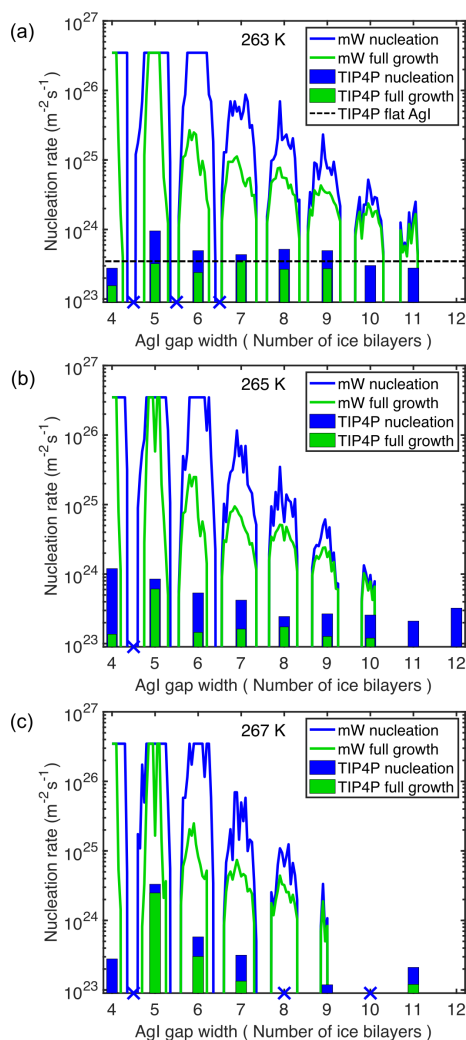 (a)
263 K
mW nucleation
mW full growth
TIP4P nucleation
TIP4P full growth
TIP4P flat AgI
Nucleation rate (m⁻²s⁻¹)
10²⁷
10²⁶
10²⁵
10²⁴
10²³
4 5 6 7 8 9 10 11 12
AgI gap width ( Number of ice bilayers )
(b)
265 K
mW nucleation
mW full growth
TIP4P nucleation
TIP4P full growth
Nucleation rate (m⁻²s⁻¹)
10²⁷
10²⁶
10²⁵
10²⁴
10²³
4 5 6 7 8 9 10 11 12
AgI gap width ( Number of ice bilayers )
(c)
267 K
mW nucleation
mW full growth
TIP4P nucleation
TIP4P full growth
Nucleation rate (m⁻²s⁻¹)
10²⁷
10²⁶
10²⁵
10²⁴
10²³
4 5 6 7 8 9 10 11 12
AgI gap width ( Number of ice bilayers )